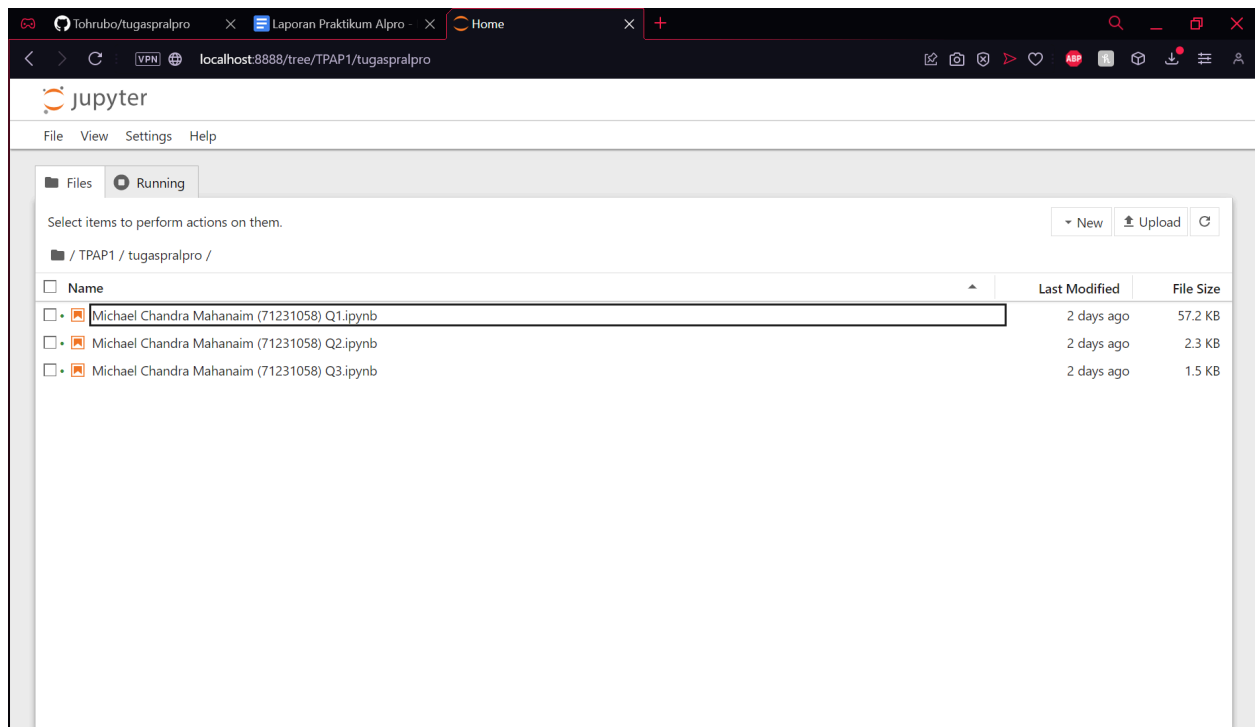 Tohrubo/tugaspralpro
Laporan Praktikum Alpro -
Home
VPN localhost:8888/tree/TPAP1/tugaspralpro
ABP
jupyter
File View Settings Help
Files Running
Select items to perform actions on them.
New Upload
/ TPAP1 / tugaspralpro /
Name Last Modified File Size
Michael Chandra Mahanaim (71231058) Q1.ipynb 2 days ago 57.2 KB
Michael Chandra Mahanaim (71231058) Q2.ipynb 2 days ago 2.3 KB
Michael Chandra Mahanaim (71231058) Q3.ipynb 2 days ago 1.5 KB